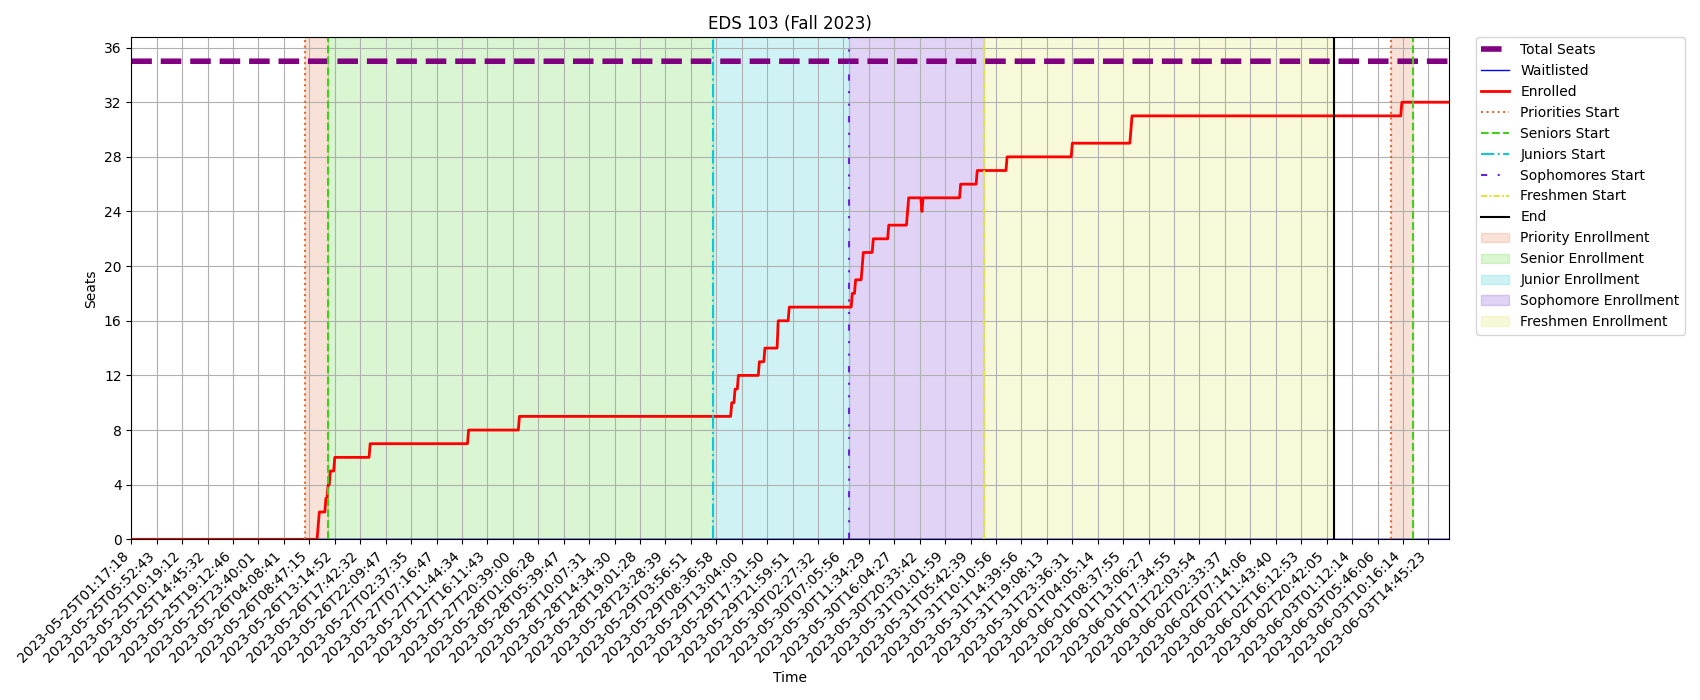 EDS 103 (Fall 2023)
36
32
28
24
20
16
12
8
4
0
Seats
2023-05-25T01:17:18
2023-05-25T05:52:43
2023-05-25T10:19:12
2023-05-25T14:45:32
2023-05-25T19:12:46
2023-05-25T23:40:01
2023-05-26T04:08:41
2023-05-26T08:47:15
2023-05-26T13:14:52
2023-05-26T17:42:32
2023-05-26T22:09:47
2023-05-27T02:37:35
2023-05-27T07:16:47
2023-05-27T11:44:34
2023-05-27T16:11:43
2023-05-27T20:39:00
2023-05-28T01:06:28
2023-05-28T05:39:47
2023-05-28T10:07:31
2023-05-28T14:34:30
2023-05-28T19:01:28
2023-05-28T23:28:39
2023-05-29T03:56:51
2023-05-29T08:36:58
2023-05-29T13:04:00
2023-05-29T17:31:50
2023-05-29T21:59:51
2023-05-30T02:27:32
2023-05-30T07:05:56
2023-05-30T11:34:29
2023-05-30T16:04:27
2023-05-30T20:33:42
2023-05-31T01:01:59
2023-05-31T05:42:39
2023-05-31T10:10:56
2023-05-31T14:39:56
2023-05-31T19:08:13
2023-05-31T23:36:31
2023-06-01T04:05:14
2023-06-01T08:37:55
2023-06-01T13:06:27
2023-06-01T17:34:55
2023-06-01T22:03:54
2023-06-02T02:33:37
2023-06-02T07:14:06
2023-06-02T11:43:40
2023-06-02T16:12:53
2023-06-02T20:42:05
2023-06-03T01:12:14
2023-06-03T05:46:06
2023-06-03T10:16:14
2023-06-03T14:45:23
Time
Total Seats
Waitlisted
Enrolled
Priorities Start
Seniors Start
Juniors Start
Sophomores Start
Freshmen Start
End
Priority Enrollment
Senior Enrollment
Junior Enrollment
Sophomore Enrollment
Freshmen Enrollment